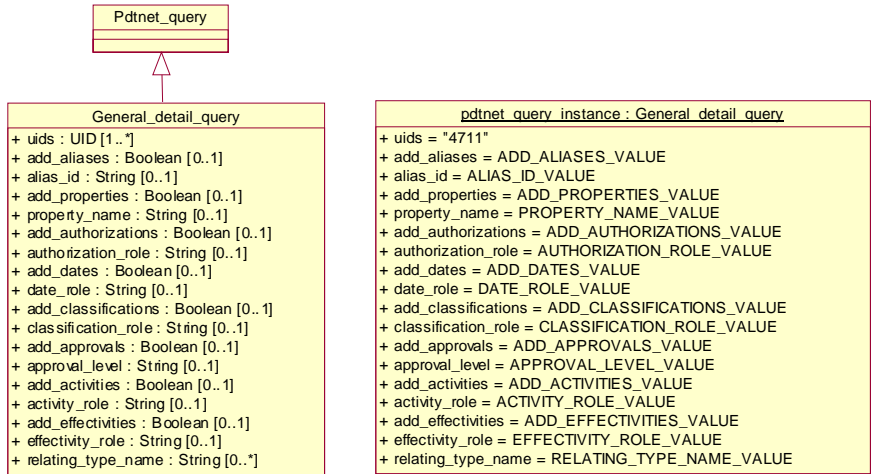 Pdtnet_query
General_detail_query
+ uids : UID [1..*]
+ add_aliases : Boolean [0..1]
+ alias_id : String [0..1]
+ add_properties : Boolean [0..1]
+ property_name : String [0..1]
+ add_authorizations : Boolean [0..1]
+ authorization_role : String [0..1]
+ add_dates : Boolean [0..1]
+ date_role : String [0..1]
+ add_classifications : Boolean [0..1]
+ classification_role : String [0..1]
+ add_approvals : Boolean [0..1]
+ approval_level : String [0..1]
+ add_activities : Boolean [0..1]
+ activity_role : String [0..1]
+ add_effectivities : Boolean [0..1]
+ effectivity_role : String [0..1]
+ relating_type_name : String [0..*]
pdtnet_query_instance : General_detail_query
+ uids = "4711"
+ add_aliases = ADD_ALIASES_VALUE
+ alias_id = ALIAS_ID_VALUE
+ add_properties = ADD_PROPERTIES_VALUE
+ property_name = PROPERTY_NAME_VALUE
+ add_authorizations = ADD_AUTHORIZATIONS_VALUE
+ authorization_role = AUTHORIZATION_ROLE_VALUE
+ add_dates = ADD_DATES_VALUE
+ date_role = DATE_ROLE_VALUE
+ add_classifications = ADD_CLASSIFICATIONS_VALUE
+ classification_role = CLASSIFICATION_ROLE_VALUE
+ add_approvals = ADD_APPROVALS_VALUE
+ approval_level = APPROVAL_LEVEL_VALUE
+ add_activities = ADD_ACTIVITIES_VALUE
+ activity_role = ACTIVITY_ROLE_VALUE
+ add_effectivities = ADD_EFFECTIVITIES_VALUE
+ effectivity_role = EFFECTIVITY_ROLE_VALUE
+ relating_type_name = RELATING_TYPE_NAME_VALUE